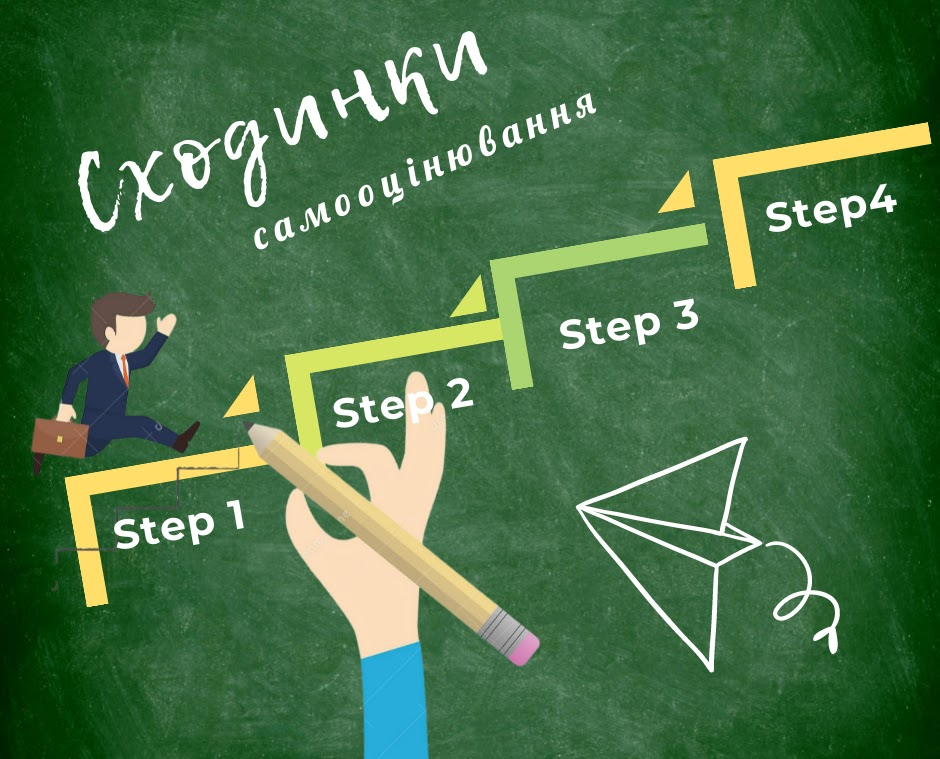 Сходинки
самооцінювання
Step4
Step 3
Step 2
Step 1